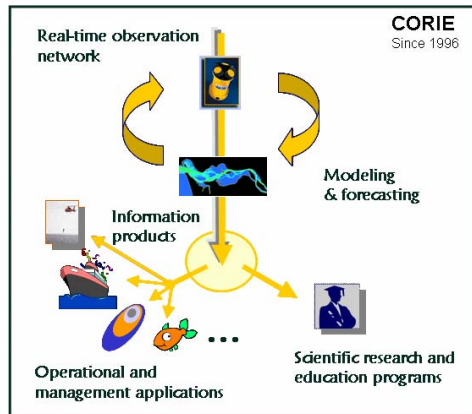 CORIE
Since 1996
Real-time observation
network
Modeling
& forecasting
Information
products
...
Operational and
management applications
Scientific research and
education programs